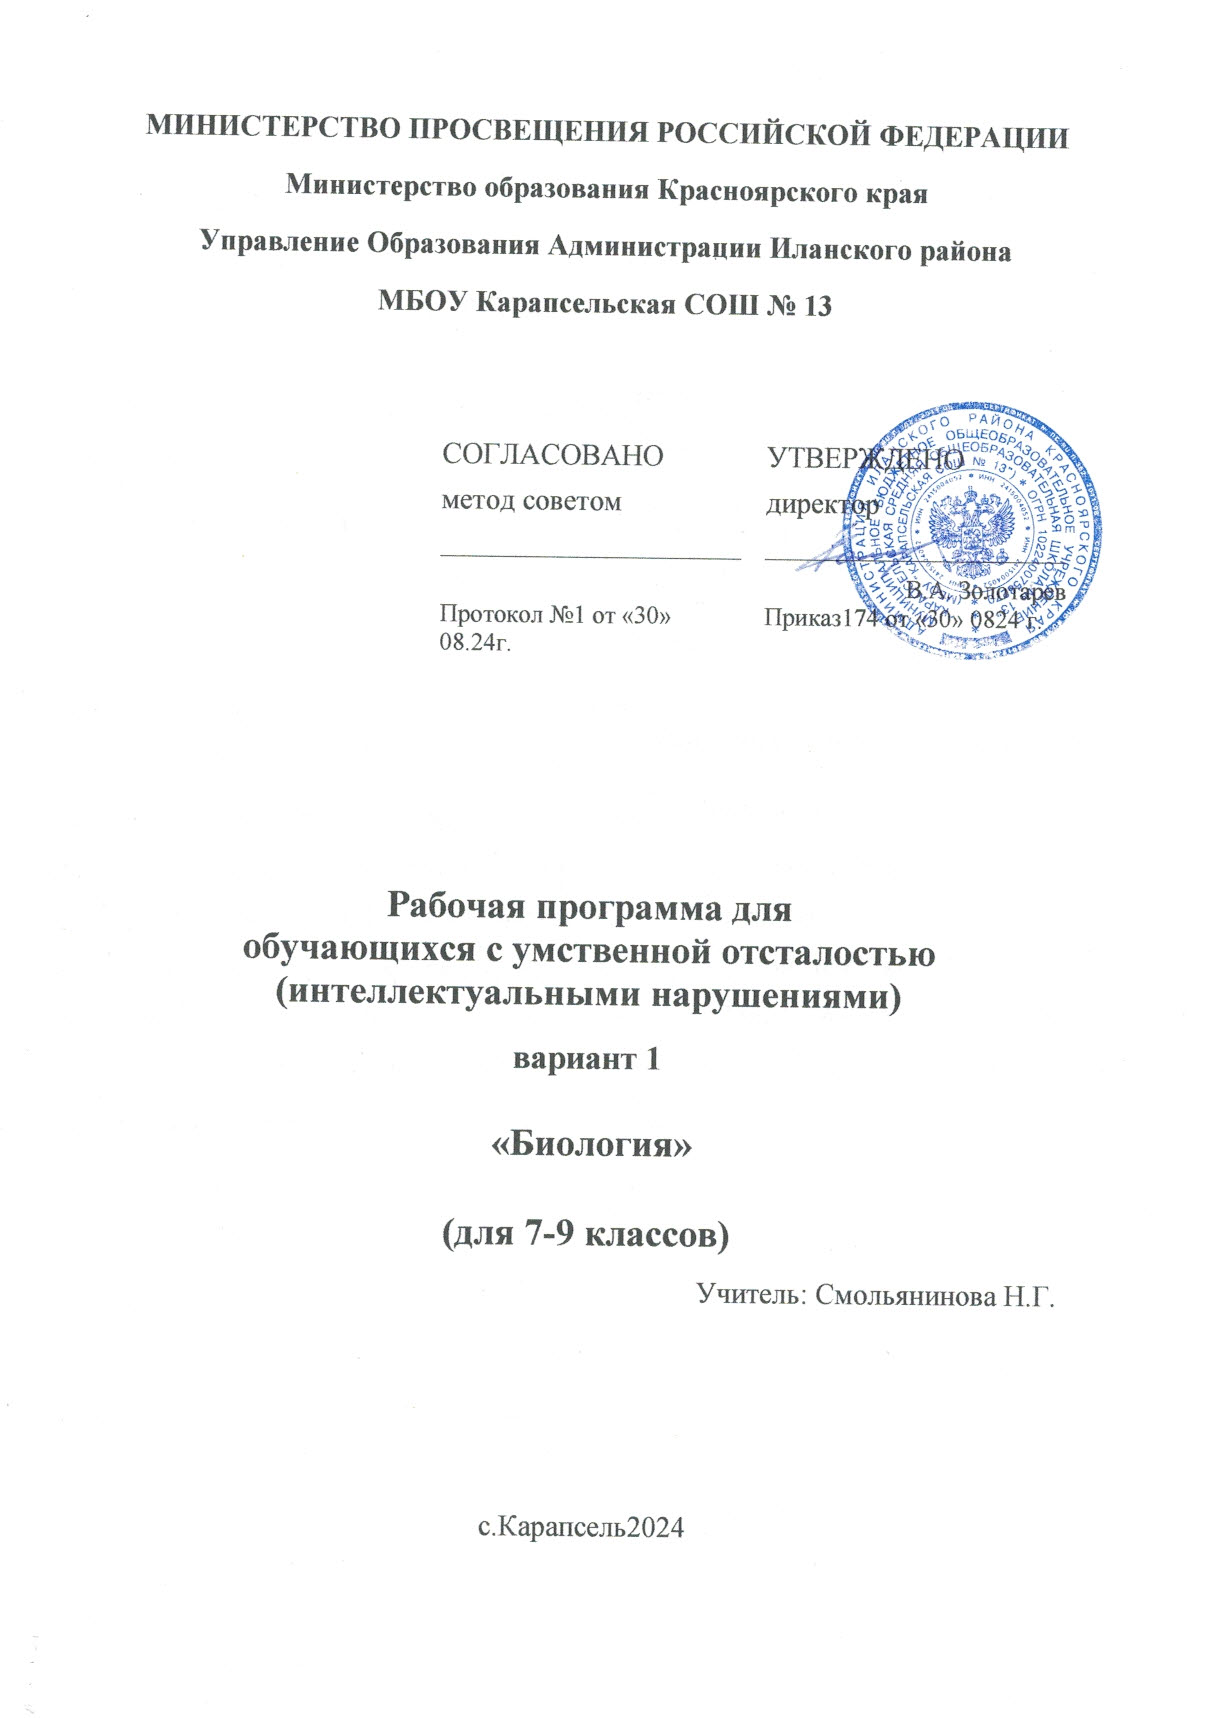 МИНИСТЕРСТВО ПРОСВЕЩЕНИЯ РОССИЙСКОЙ ФЕДЕРАЦИИ
Министерство образования Красноярского края
Управление Образования Администрации Иланского района
МБОУ Карапсельская СОШ № 13
СОГЛАСОВАНО
метод советом
Протокол №1 от «30»
08.24г.
УТВЕРЖДЕНО
директор
В.А. Золотарев
Приказ174 от «30» 0824 г.
Рабочая программа для
обучающихся с умственной отсталостью
(интеллектуальными нарушениями)
вариант 1
«Биология»
(для 7-9 классов)
Учитель: Смольянинова Н.Г.
с.Карапсель2024